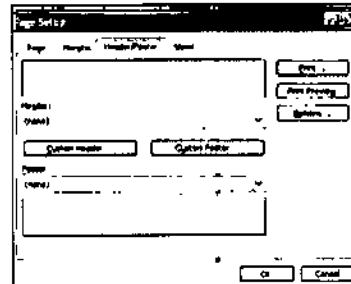 Page Setup
Page Margins Header/Footer Sheet
Print...
Print Preview
Options...
Header:
(none)
Custom Header Custom Footer
Footer:
(none)
OK Cancel